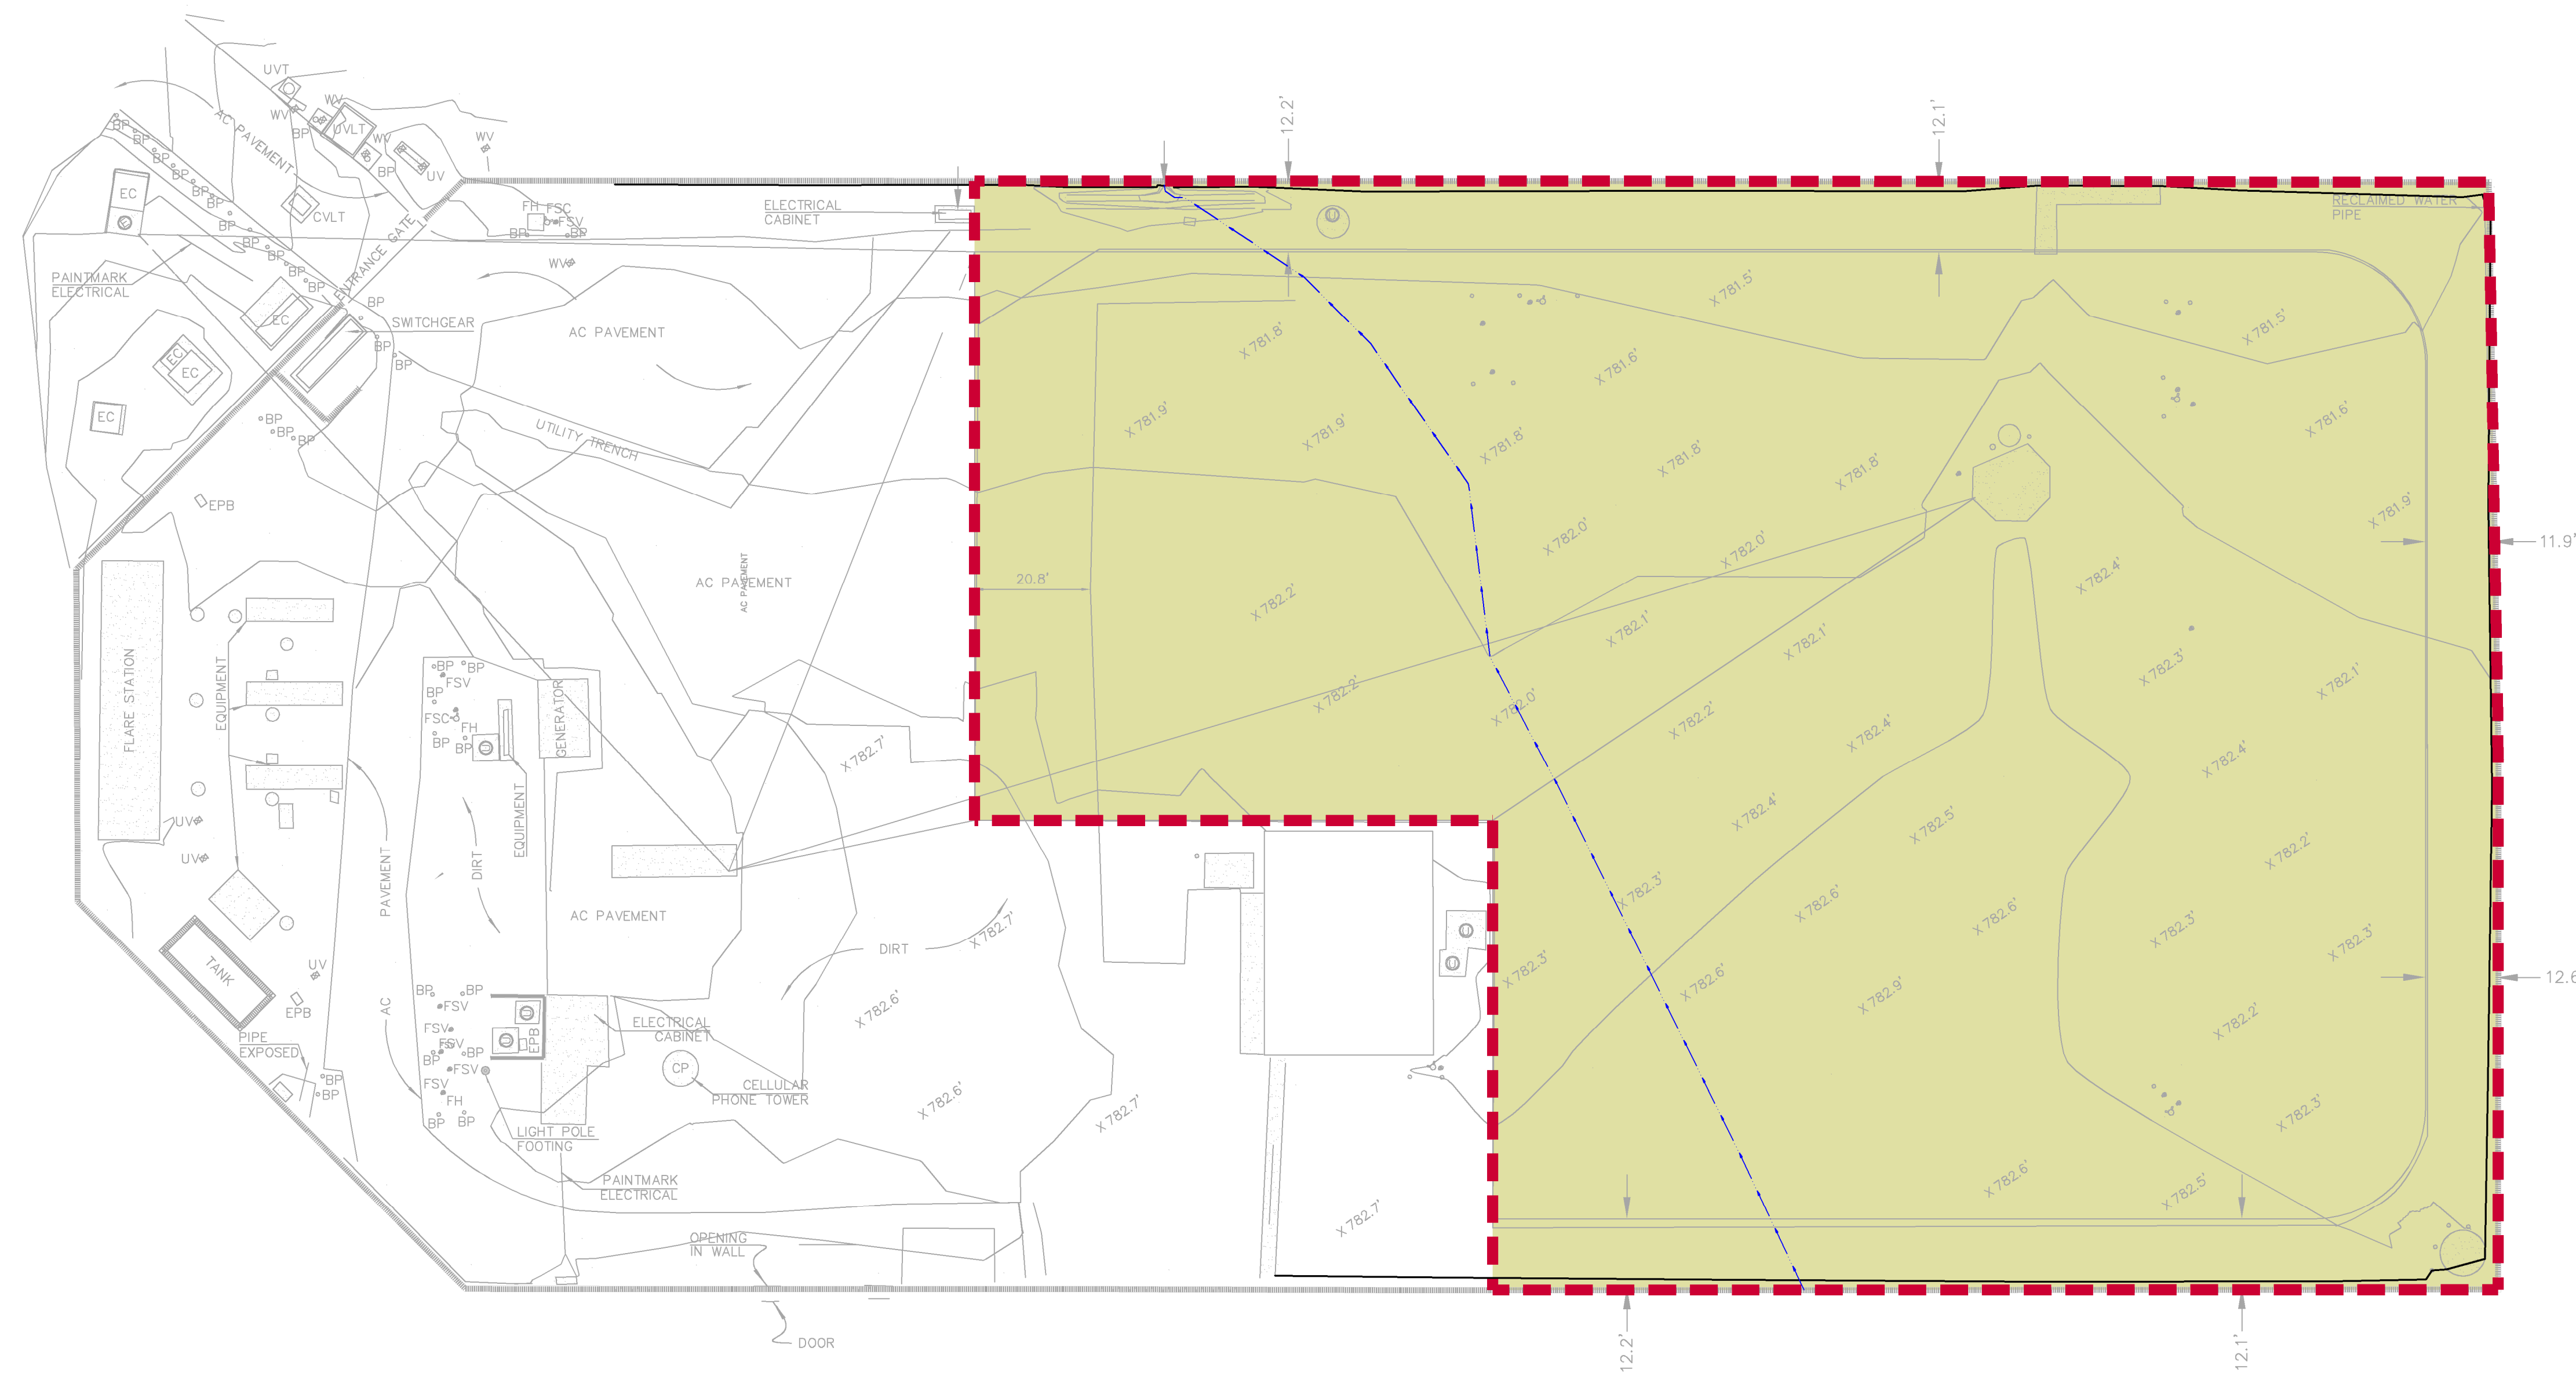 UVT
WV
WV
AC PAVEMENT
BP
UVLT
WV
WV
BP
BP
BP
BP
BP
BP
BP
BP
BP
BP
BP
BP
UV
EC
CVLT
FH
FSC
FSV
BP
BP
WV
ELECTRICAL
CABINET
12.2'
12.1'
RECLAIMED WATER
PIPE
PAINTMARK
ELECTRICAL
ENTRANCE GATE
EC
SWITCHGEAR
BP
BP
BP
EC
EC
EC
BP
BP
BP
AC PAVEMENT
UTILITY TRENCH
EPB
AC PAVEMENT
AC PAVEMENT
X 781.5'
X 781.5'
X 781.8'
X 781.6'
X 781.9'
X 781.9'
X 781.8'
X 781.8'
X 781.8'
X 781.6'
X 781.9'
X 782.0'
X 782.0'
X 782.4'
11.9'
20.8'
X 782.2'
X 782.1'
X 782.1'
X 782.3'
X 782.1'
X 782.2'
X 782.0'
X 782.2'
X 782.4'
X 782.4'
X 782.7'
X 782.4'
X 782.5'
X 782.2'
X 782.3'
X 782.6'
X 782.6'
X 782.3'
X 782.3'
X 782.3'
X 782.6'
X 782.9'
X 782.2'
12.6
X 782.7'
X 782.6'
X 782.6'
X 782.7'
X 782.3'
X 782.6'
X 782.5'
X 782.7'
FLARE STATION
EQUIPMENT
BP
BP
FSV
BP
FSC
FH
BP
BP
GENERATOR
EQUIPMENT
UV
UV
PAVEMENT
AC
DIRT
AC PAVEMENT
DIRT
TANK
UV
EPB
PIPE
EXPOSED
BP
BP
BP
BP
FSV
FSV
FSV
BP
BP
FSV
FSV
FH
BP
BP
EPB
U
U
U
U
U
ELECTRICAL
CABINET
CP
CELLULAR
PHONE TOWER
LIGHT POLE
FOOTING
PAINTMARK
ELECTRICAL
OPENING
IN WALL
DOOR
12.2'
12.1'